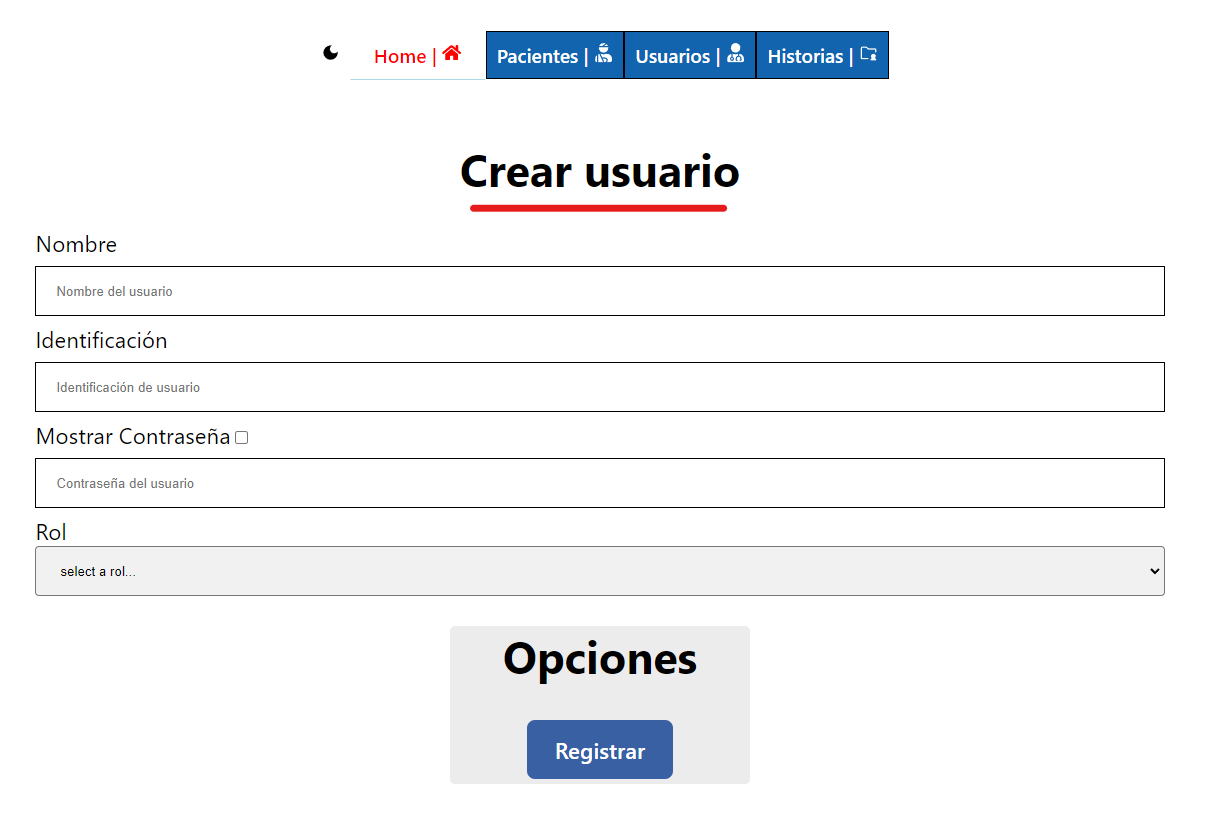 Home | Pacientes | Usuarios | Historias |
Crear usuario
Nombre
Nombre del usuario
Identificación
Identificación de usuario
Mostrar Contraseña
Contraseña del usuario
Rol
select a rol...
Opciones
Registrar